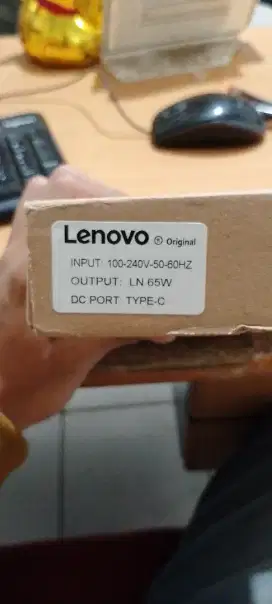 Lenovo ® Original
INPUT: 100-240V-50-60HZ
OUTPUT: LN 65W
DC PORT: TYPE-C